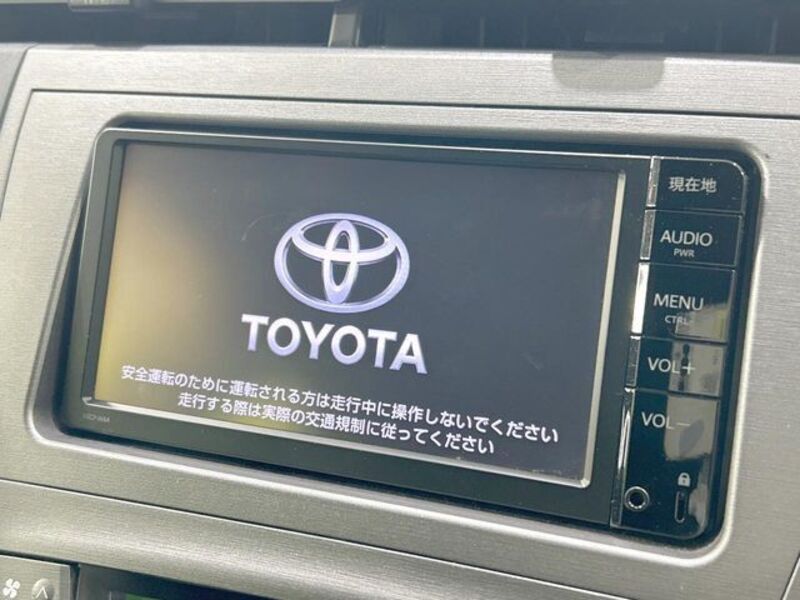 TOYOTA
安全運転のために運転される方は走行中に操作しないでください
走行する際は実際の交通規制に従ってください
現在地
AUDIO
PWR
MENU
CTRL
VOL+
VOL−